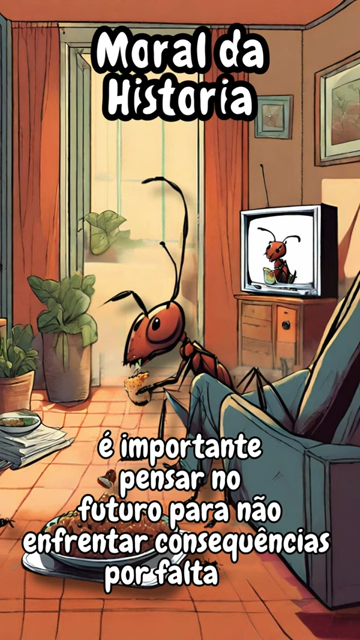 Moral da
Historia
é importante
pensar no
futuro para não
enfrentar consequências
por falta